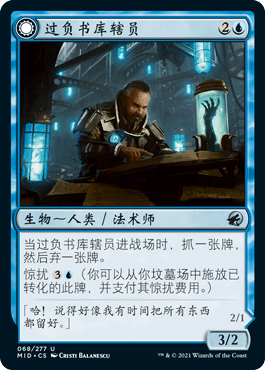 过负书库辖员 2
生物～人类／法术师
当过负书库辖员进战场时，抓一张牌，
然后弃一张牌。
惊扰 3（你可以从你坟墓场中施放已
转化的此牌，并支付其惊扰费用。）
「哈！说得好像我有时间把所有东西
都留好。」
2/1
3/2
068/277 U
MID • CS CRISTI BALANESCU
™ & © 2021 Wizards of the Coast